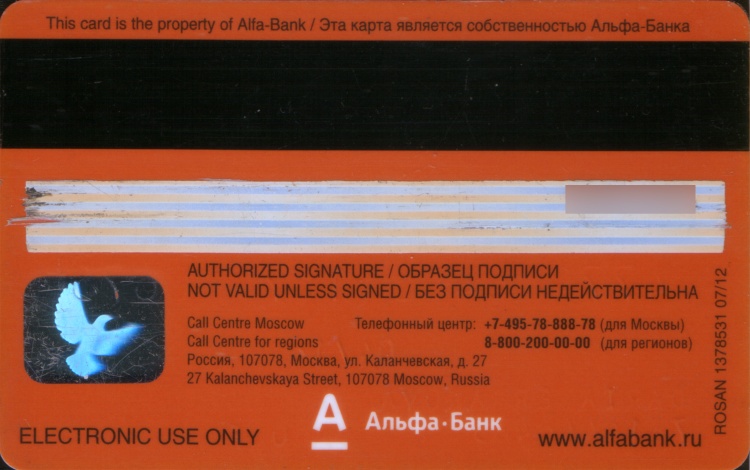 This card is the property of Alfa-Bank / Эта карта является собственностью Альфа-Банка
AUTHORIZED SIGNATURE / ОБРАЗЕЦ ПОДПИСИ
NOT VALID UNLESS SIGNED / БЕЗ ПОДПИСИ НЕДЕЙСТВИТЕЛЬНА
Call Centre Moscow Телефонный центр: +7-495-78-888-78 (для Москвы)
Call Centre for regions 8-800-200-00-00 (для регионов)
Россия, 107078, Москва, ул. Каланчевская, д. 27
27 Kalanchevskaya Street, 107078 Moscow, Russia
ROSAN 1378531 07/12
А Альфа·Банк
ELECTRONIC USE ONLY
www.alfabank.ru